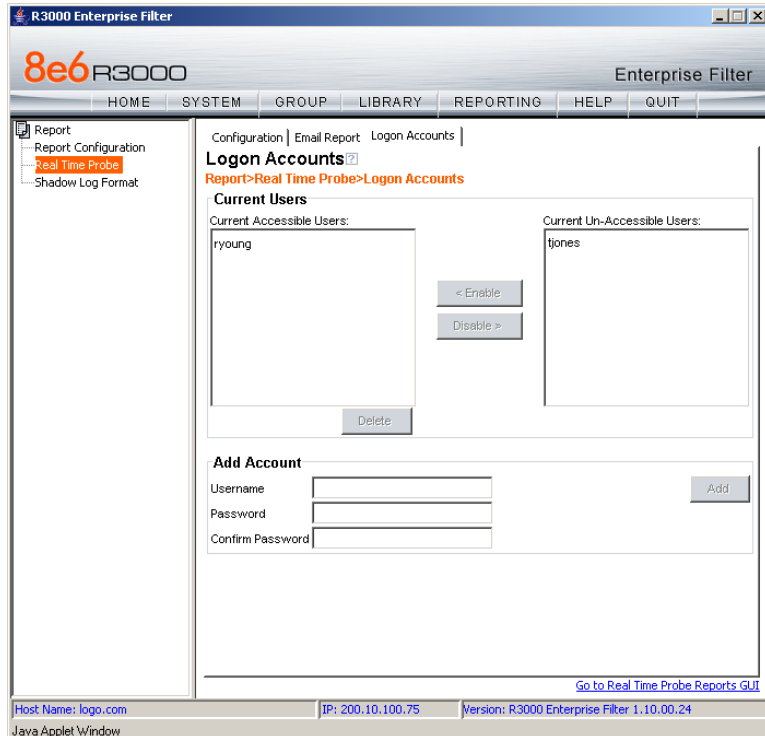 R3000 Enterprise Filter
8e6 R3000
Enterprise Filter
HOME SYSTEM GROUP LIBRARY REPORTING HELP QUIT
Report
Report Configuration
Real Time Probe
Shadow Log Format
Configuration Email Report Logon Accounts
Logon Accounts?
Report>Real Time Probe>Logon Accounts
Current Users
Current Accessible Users:
Current Un-Accessible Users:
ryoung
tjones
< Enable
Disable >
Delete
Add Account
Username
Add
Password
Confirm Password
Go to Real Time Probe Reports GUI
Host Name: logo.com IP: 200.10.100.75 Version: R3000 Enterprise Filter 1.10.00.24
Java Applet Window